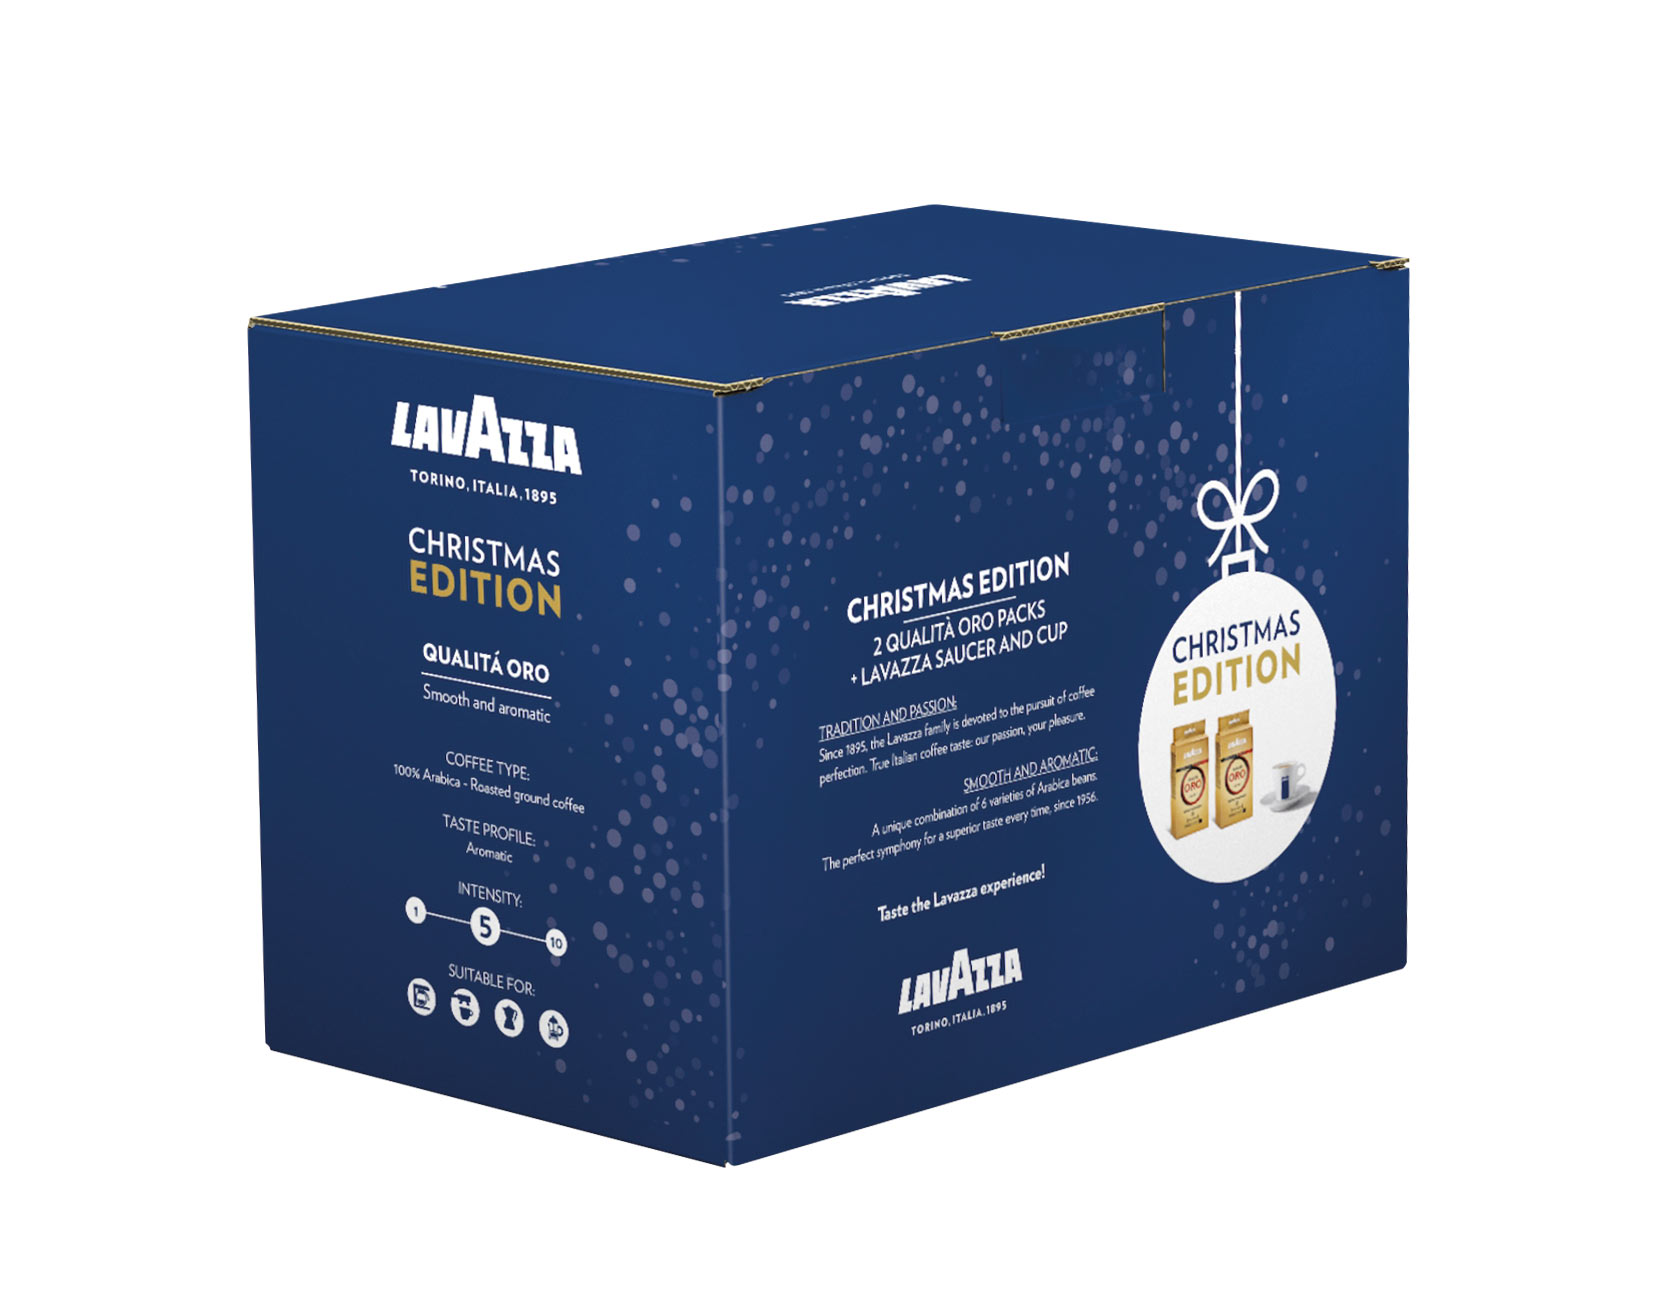 LAVAZZA
LAVAZZA
TORINO, ITALIA, 1895
CHRISTMAS
EDITION
QUALITÁ ORO
Smooth and aromatic
COFFEE TYPE:
100% Arabica - Roasted ground coffee
TASTE PROFILE:
Aromatic
INTENSITY:
1 5 10
SUITABLE FOR:
CHRISTMAS EDITION
2 QUALITÀ ORO PACKS
+ LAVAZZA SAUCER AND CUP
TRADITION AND PASSION:
Since 1895, the Lavazza family is devoted to the pursuit of coffee
perfection. True Italian coffee taste: our passion, your pleasure.
SMOOTH AND AROMATIC:
A unique combination of 6 varieties of Arabica beans.
The perfect symphony for a superior taste every time, since 1956.
Taste the Lavazza experience!
LAVAZZA
TORINO, ITALIA, 1895
CHRISTMAS
EDITION
LAVAZZA
ORO
LAVAZZA
ORO